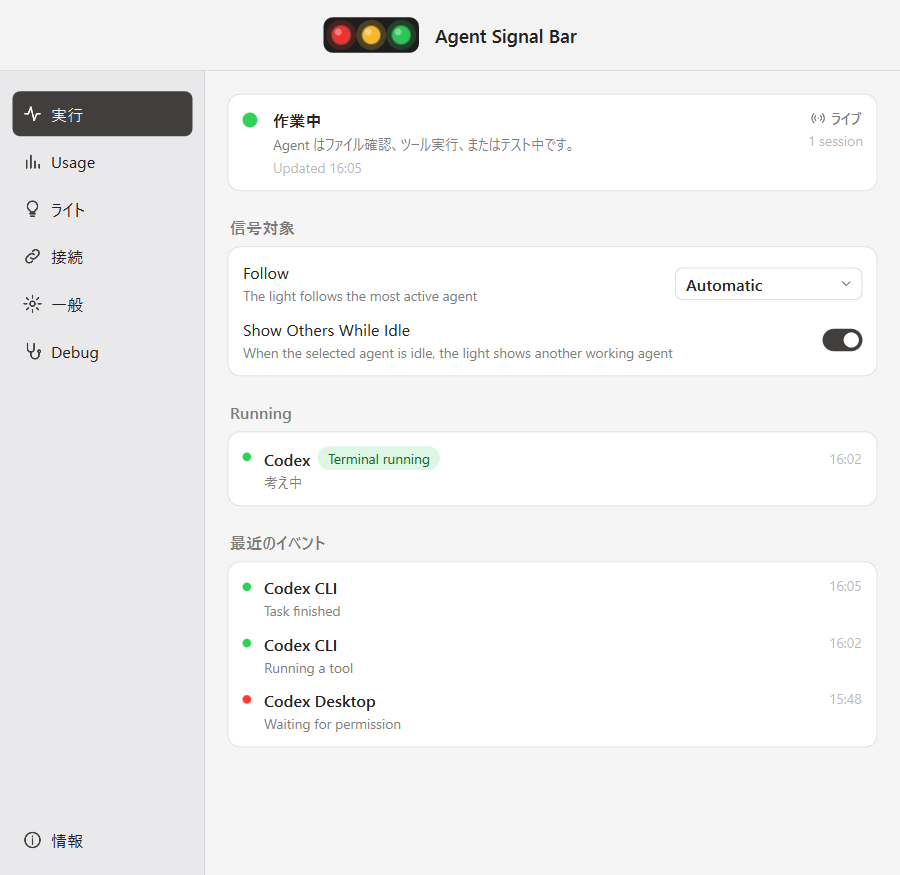 Agent Signal Bar
実行
Usage
ライト
接続
一般
Debug
情報
作業中
ライブ
Agent はファイル確認、ツール実行、またはテスト中です。
1 session
Updated 16:05
信号対象
Follow
The light follows the most active agent
Automatic
Show Others While Idle
When the selected agent is idle, the light shows another working agent
Running
Codex Terminal running 16:02
考え中
最近のイベント
Codex CLI 16:05
Task finished
Codex CLI 16:02
Running a tool
Codex Desktop 15:48
Waiting for permission